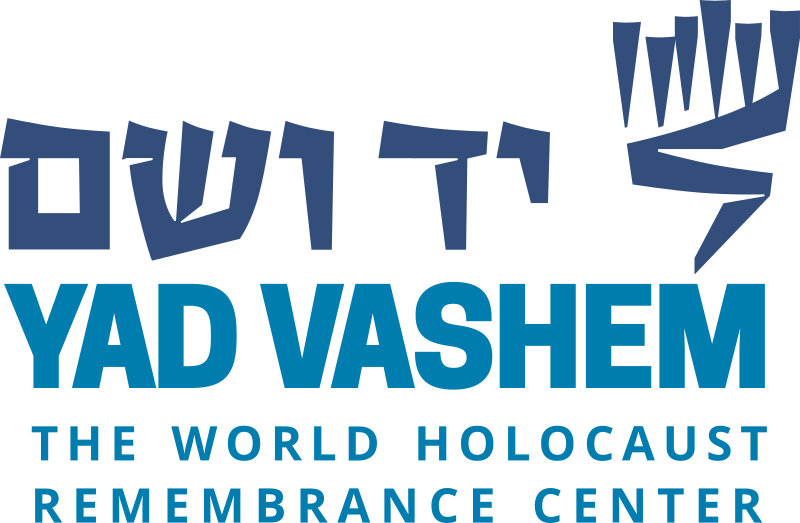 יד ושם
YAD VASHEM
THE WORLD HOLOCAUST
REMEMBRANCE CENTER